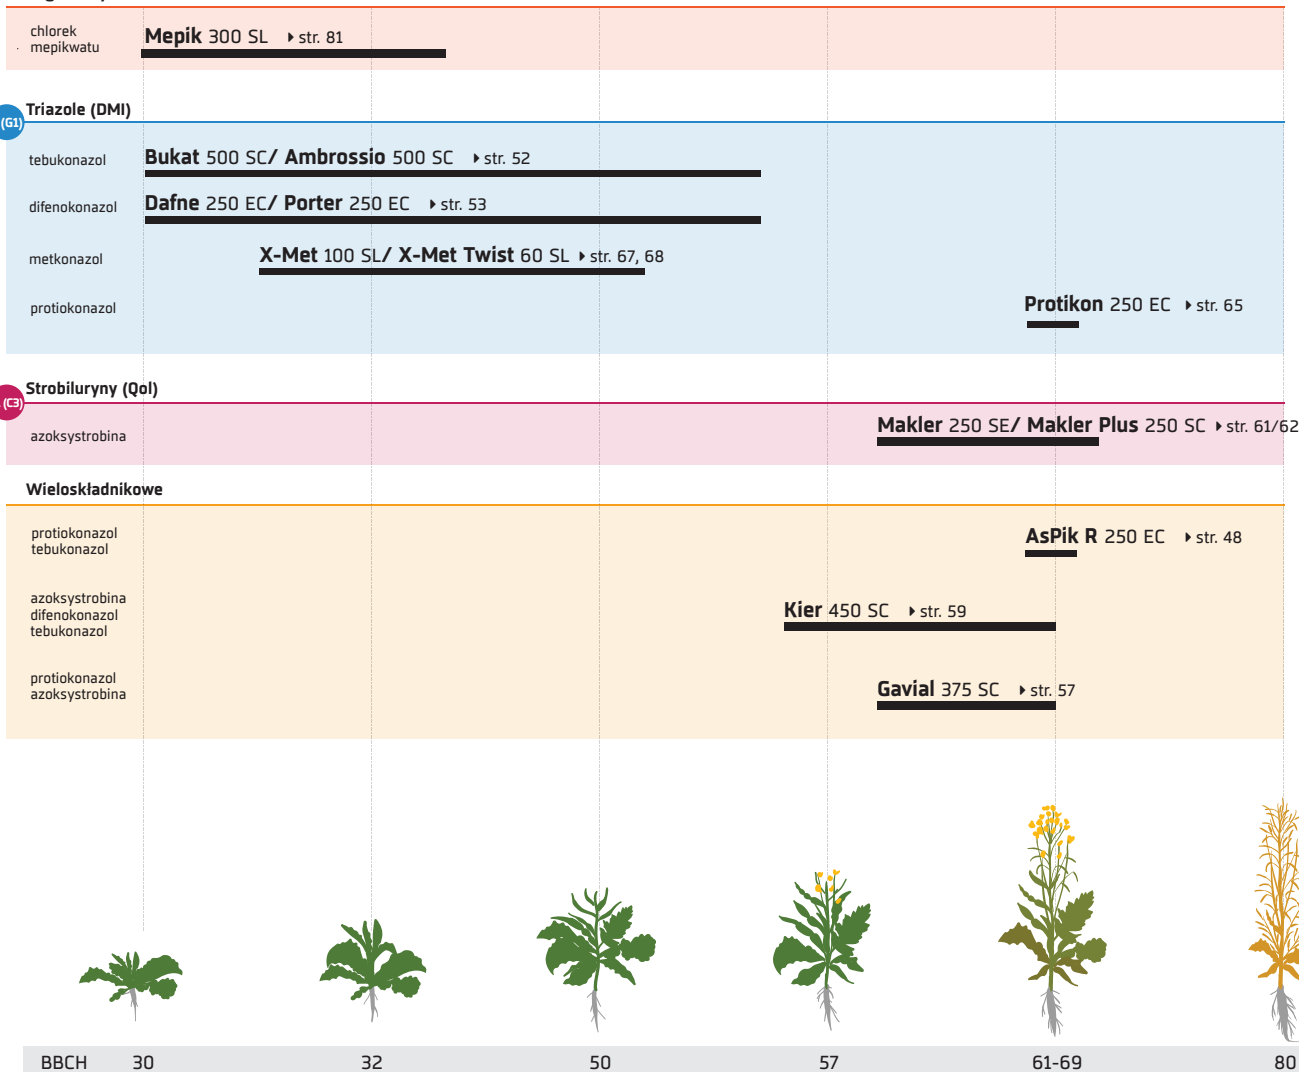 chlorek
mepikwatu
Mepik 300 SL ▸ str. 81
Triazole (DMI)
(G1)
tebukonazol
Bukat 500 SC/ Ambrossio 500 SC ▸ str. 52
difenokonazol
Dafne 250 EC/ Porter 250 EC ▸ str. 53
metkonazol
X-Met 100 SL/ X-Met Twist 60 SL ▸ str. 67, 68
protiokonazol
Protikon 250 EC ▸ str. 65
Strobiluryny (QoI)
(C3)
azoksystrobina
Makler 250 SE/ Makler Plus 250 SC ▸ str. 61/62
Wieloskładnikowe
protiokonazol
tebukonazol
AsPik R 250 EC ▸ str. 48
azoksystrobina
difenokonazol
tebukonazol
Kier 450 SC ▸ str. 59
protiokonazol
azoksystrobina
Gavial 375 SC ▸ str. 57
BBCH 30 32 50 57 61-69 80